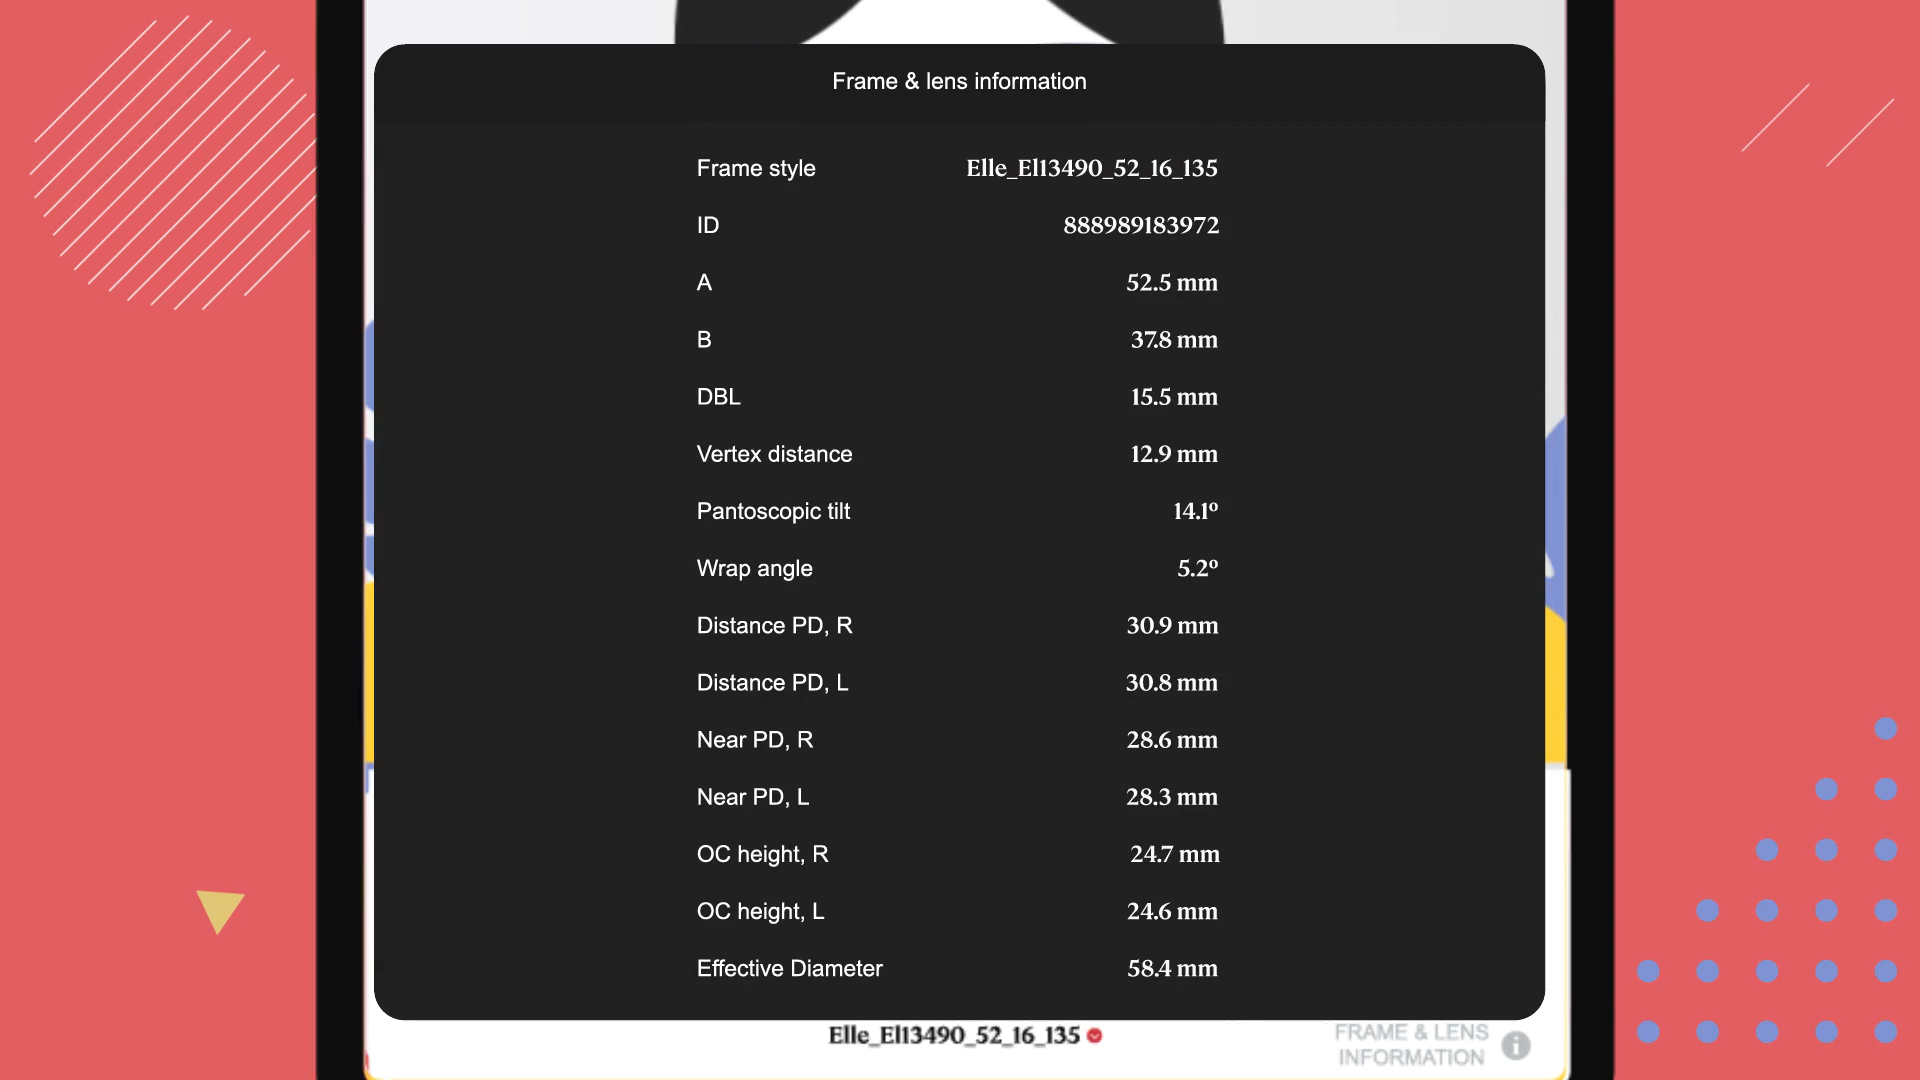 Frame & lens information
Frame style Elle_El13490_52_16_135
ID 888989183972
A 52.5 mm
B 37.8 mm
DBL 15.5 mm
Vertex distance 12.9 mm
Pantoscopic tilt 14.1º
Wrap angle 5.2º
Distance PD, R 30.9 mm
Distance PD, L 30.8 mm
Near PD, R 28.6 mm
Near PD, L 28.3 mm
OC height, R 24.7 mm
OC height, L 24.6 mm
Effective Diameter 58.4 mm
Elle_El13490_52_16_135
FRAME & LENS
INFORMATION